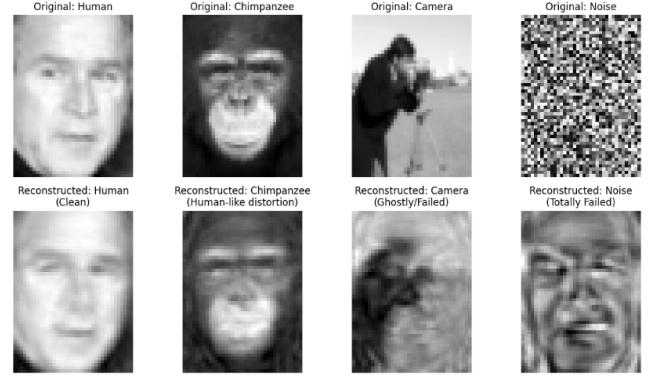 Original: Human
Original: Chimpanzee
Original: Camera
Original: Noise
Reconstructed: Human
(Clean)
Reconstructed: Chimpanzee
(Human-like distortion)
Reconstructed: Camera
(Ghostly/Failed)
Reconstructed: Noise
(Totally Failed)